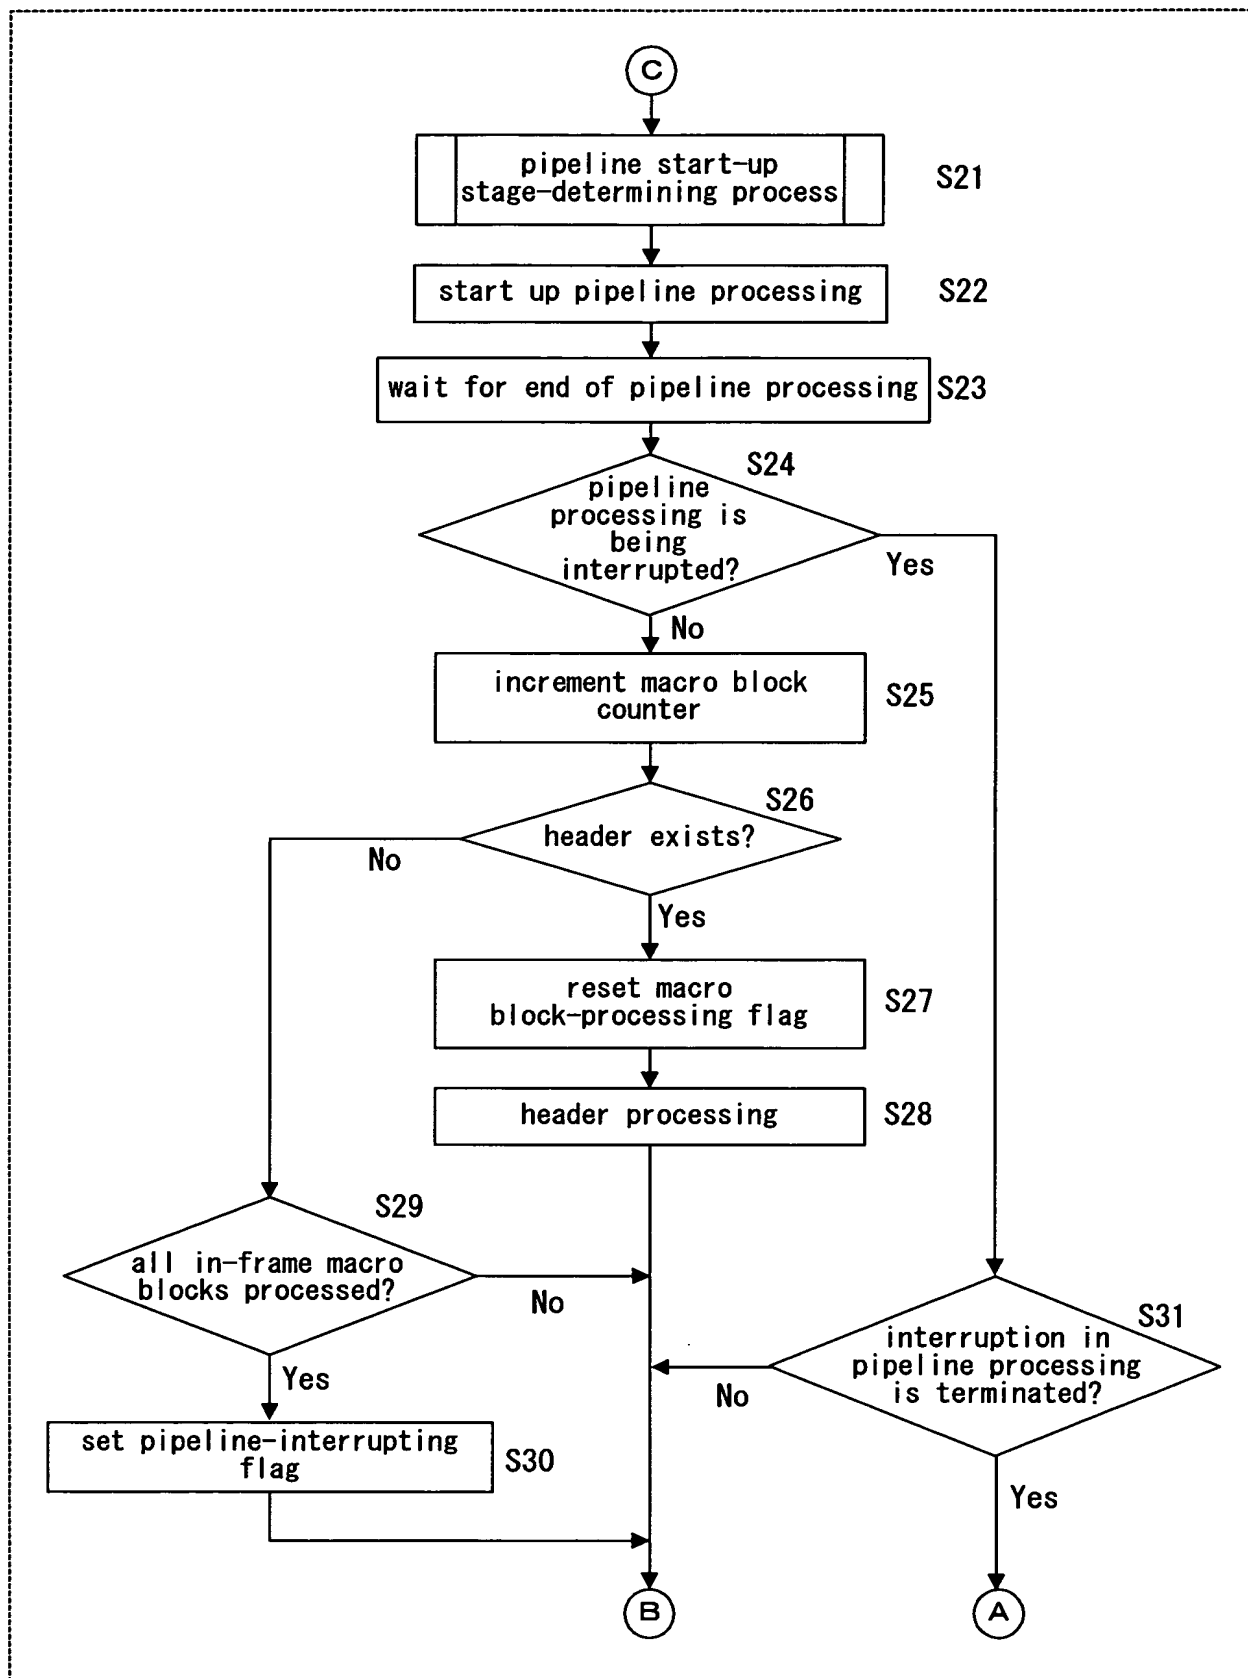 C
pipeline start-up
stage-determining process
S21
start up pipeline processing
S22
wait for end of pipeline processing
S23
S24
pipeline
processing is
being
interrupted?
Yes
No
increment macro block
counter
S25
S26
header exists?
No
Yes
reset macro
block-processing flag
S27
header processing
S28
S29
all in-frame macro
blocks processed?
No
Yes
S31
interruption in
pipeline processing
is terminated?
No
Yes
set pipeline-interrupting
flag
S30
B
A